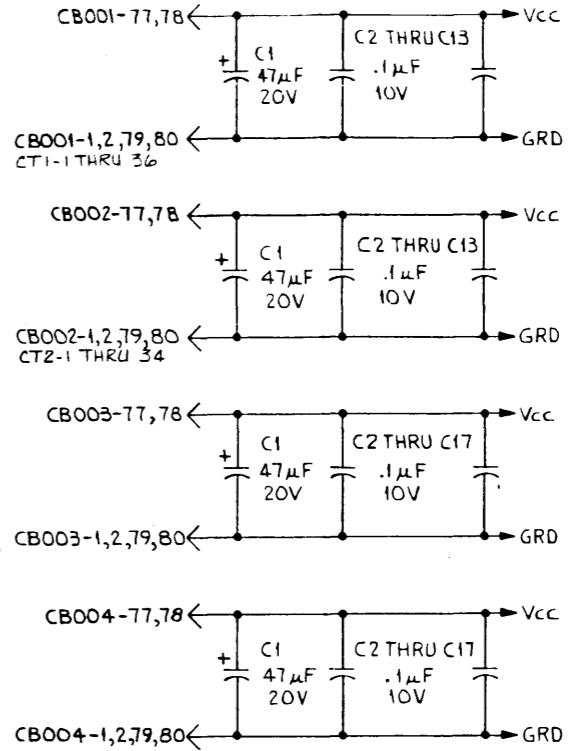 CB001-77,78
Vcc
+
C1
47µF
20V
C2 THRU C13
.1µF
10V
CB001-1,2,79,80
CT1-1 THRU 36
GRD
CB002-77,78
Vcc
+
C1
47µF
20V
C2 THRU C13
.1µF
10V
CB002-1,2,79,80
CT2-1 THRU 34
GRD
CB003-77,78
Vcc
+
C1
47µF
20V
C2 THRU C17
.1µF
10V
CB003-1,2,79,80
GRD
CB004-77,78
Vcc
+
C1
47µF
20V
C2 THRU C17
.1µF
10V
CB004-1,2,79,80
GRD